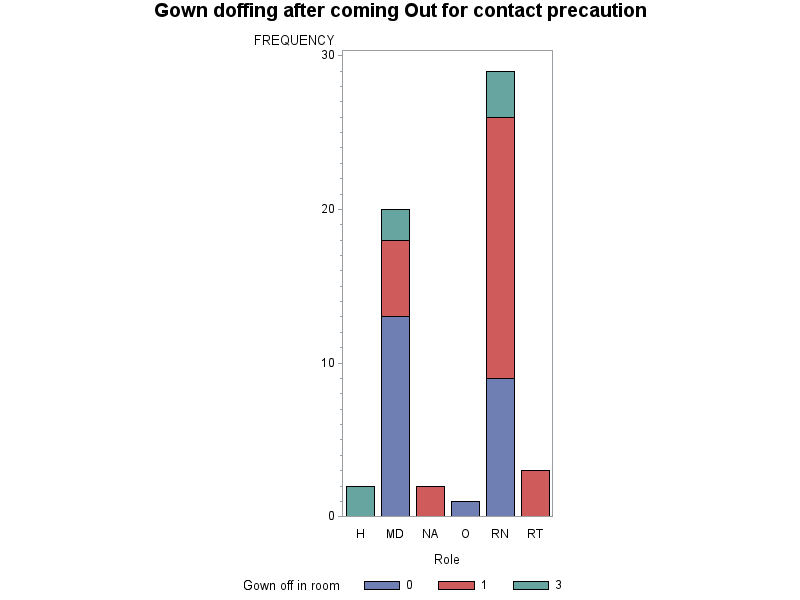 Gown doffing after coming Out for contact precaution
FREQUENCY
30
20
10
0
H MD NA O RN RT
Role
Gown off in room 0 1 3